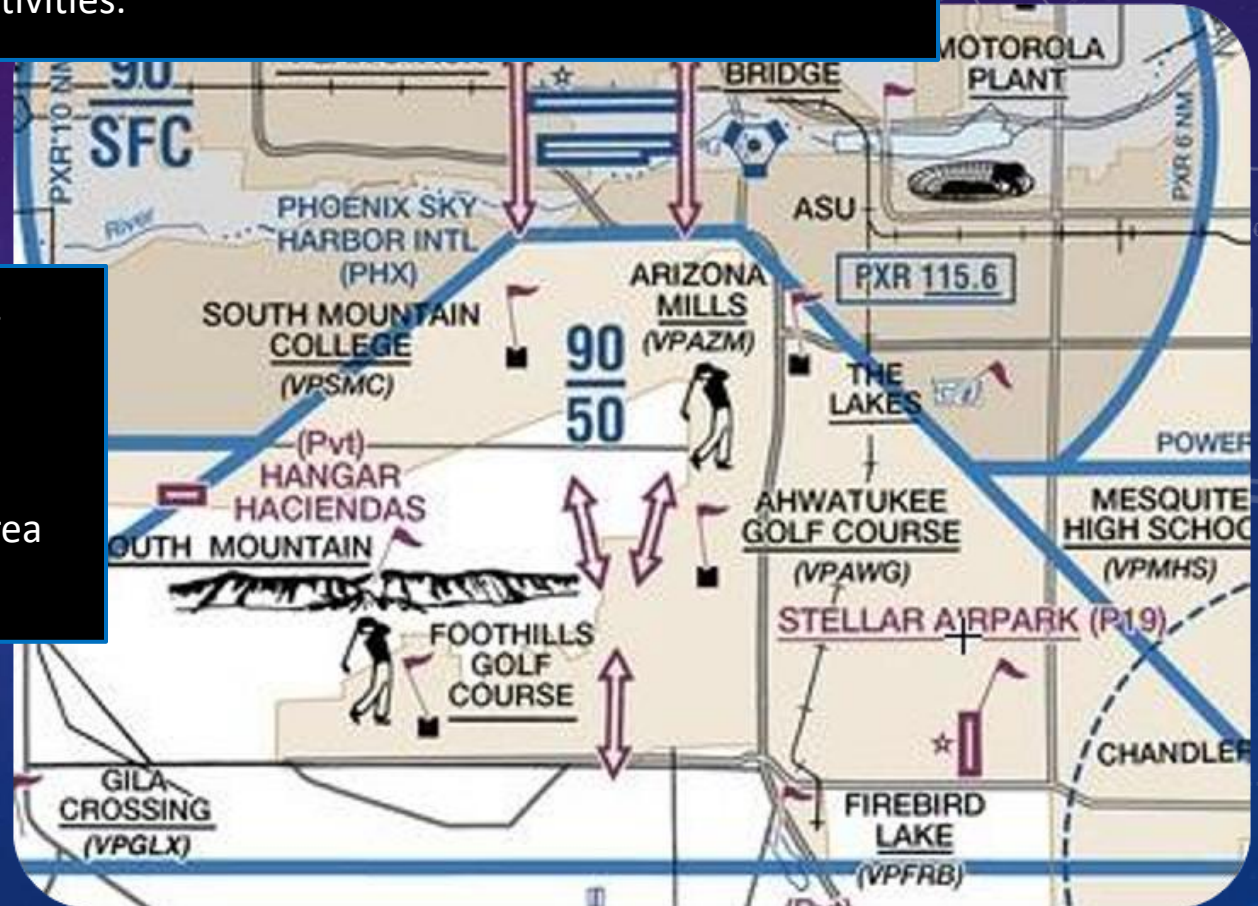 tivities.
MOTOROLA
PLANT
BRIDGE
90
SFC
PXR 10 NM
PXR 6 NM
River
PHOENIX SKY
HARBOR INTL
(PHX)
ASU
PXR 115.6
ARIZONA
MILLS
(VPAZM)
SOUTH MOUNTAIN
COLLEGE
(VPSMC)
90
50
THE
LAKES
POWER
(Pvt)
HANGAR
HACIENDAS
AHWATUKEE
GOLF COURSE
(VPAWG)
MESQUITE
HIGH SCHOO
(VPMHS)
rea
OUTH MOUNTAIN
STELLAR AIRPARK (P19)
FOOTHILLS
GOLF
COURSE
CHANDLER
GILA
CROSSING
(VPGLX)
FIREBIRD
LAKE
(VPFRB)